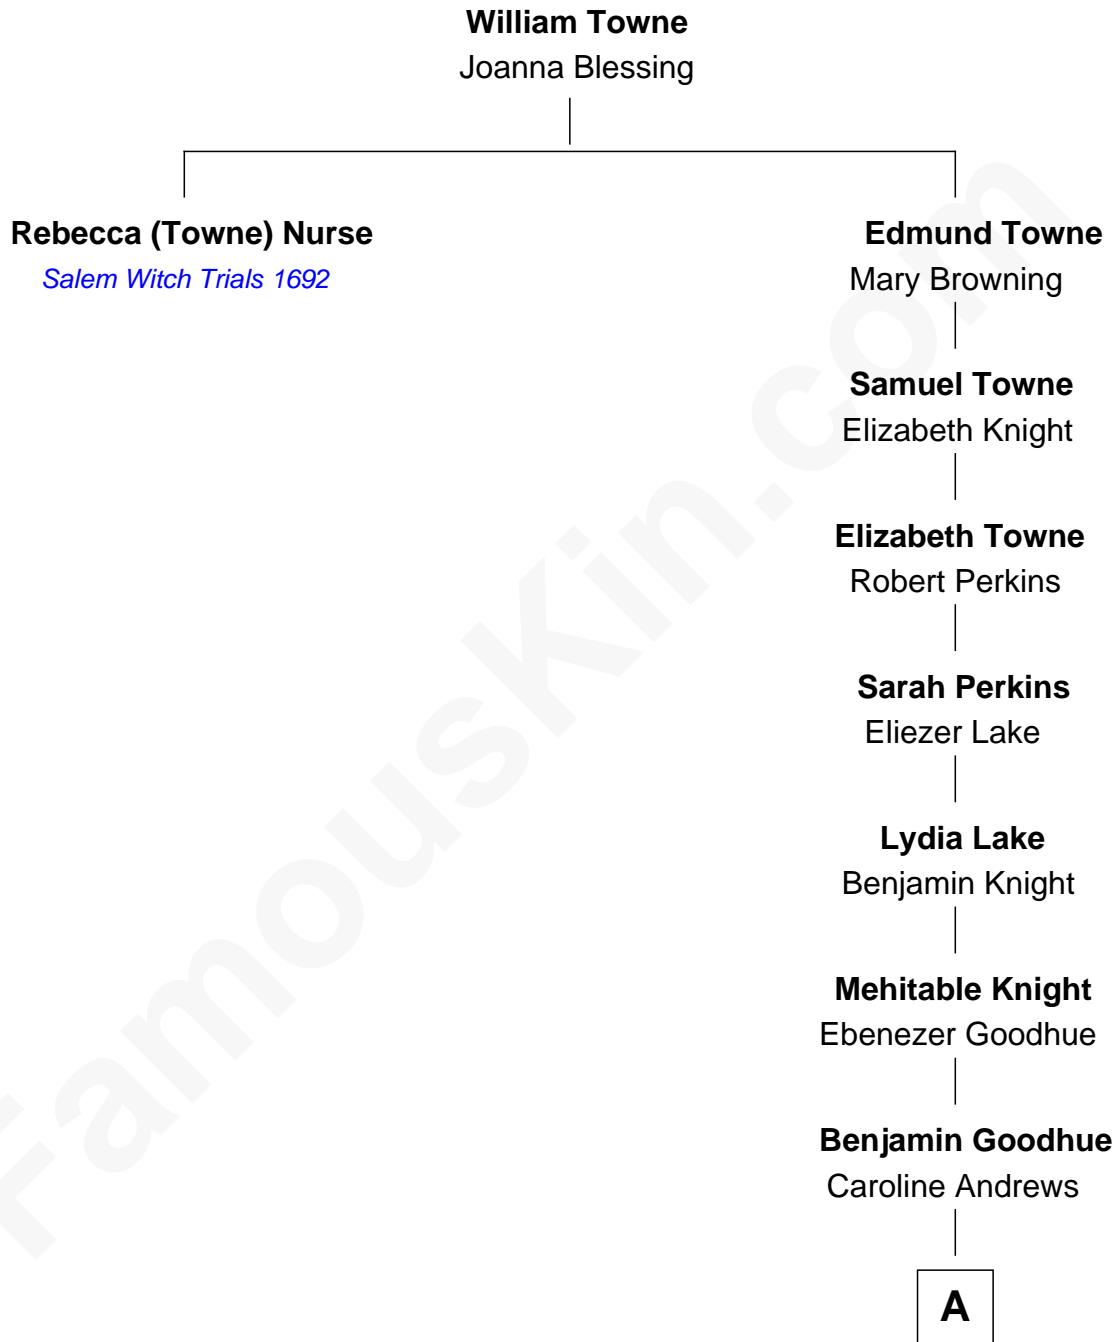 William Towne
Joanna Blessing
Rebecca (Towne) Nurse
Salem Witch Trials 1692
Edmund Towne
Mary Browning
Samuel Towne
Elizabeth Knight
Elizabeth Towne
Robert Perkins
Sarah Perkins
Eliezer Lake
Lydia Lake
Benjamin Knight
Mehitable Knight
Ebenezer Goodhue
Benjamin Goodhue
Caroline Andrews
A
FamousKin.com